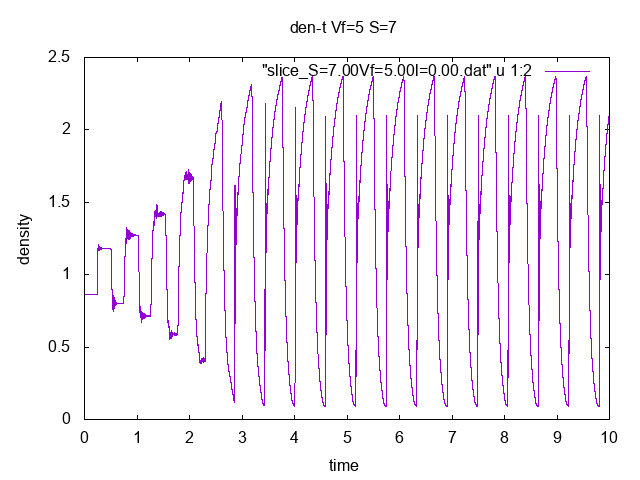 den-t Vf=5 S=7
"slice_S=7.00Vf=5.00I=0.00.dat" u 1:2
2.5
2
1.5
1
0.5
0
density
0 1 2 3 4 5 6 7 8 9 10
time